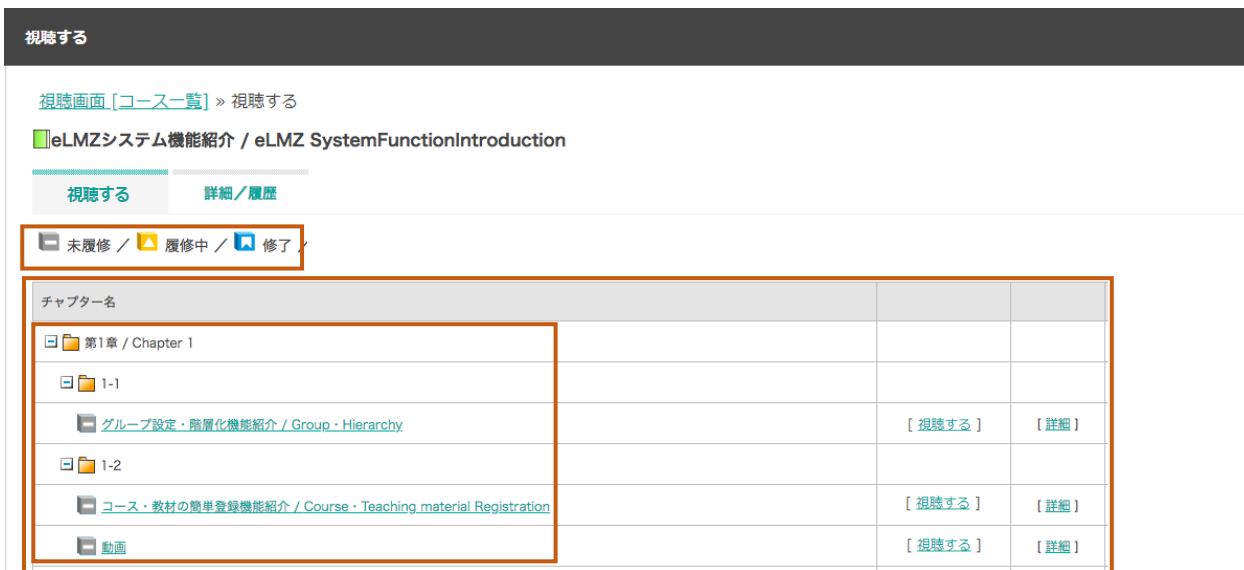 視聴する
視聴画面 [コース一覧] » 視聴する
eLMZシステム機能紹介 / eLMZ SystemFunctionIntroduction
視聴する 詳細／履歴
未履修 ／ 履修中 ／ 修了 ／
チャプター名
第1章 / Chapter 1
1-1
グループ設定・階層化機能紹介 / Group・Hierarchy [ 視聴する ] [ 詳細 ]
1-2
コース・教材の簡単登録機能紹介 / Course・Teaching material Registration [ 視聴する ] [ 詳細 ]
動画 [ 視聴する ] [ 詳細 ]